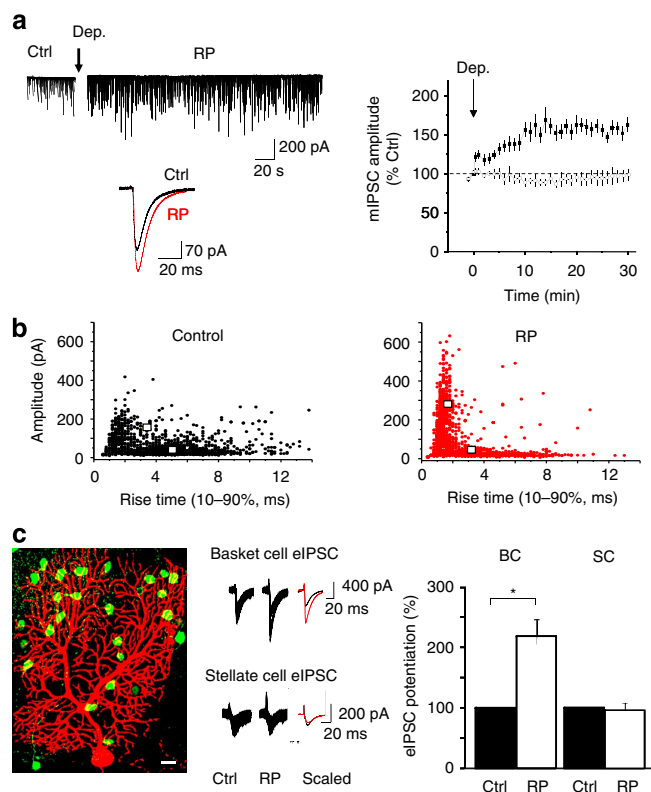 a
Dep.
Ctrl
RP
200 pA
20 s
Ctrl
RP
70 pA
20 ms
Dep.
200
150
100
75
50
0
mIPSC amplitude
(% Ctrl)
0 10 20 30
Time (min)
b
Control
600
400
200
0
Amplitude (pA)
0 4 8 12
Rise time (10–90%, ms)
RP
600
400
200
0
0 4 8 12
Rise time (10–90%, ms)
c
Basket cell eIPSC
400 pA
20 ms
Stellate cell eIPSC
200 pA
20 ms
Ctrl RP Scaled
BC SC
*
300
200
100
0
eIPSC potentiation (%)
Ctrl RP Ctrl RP